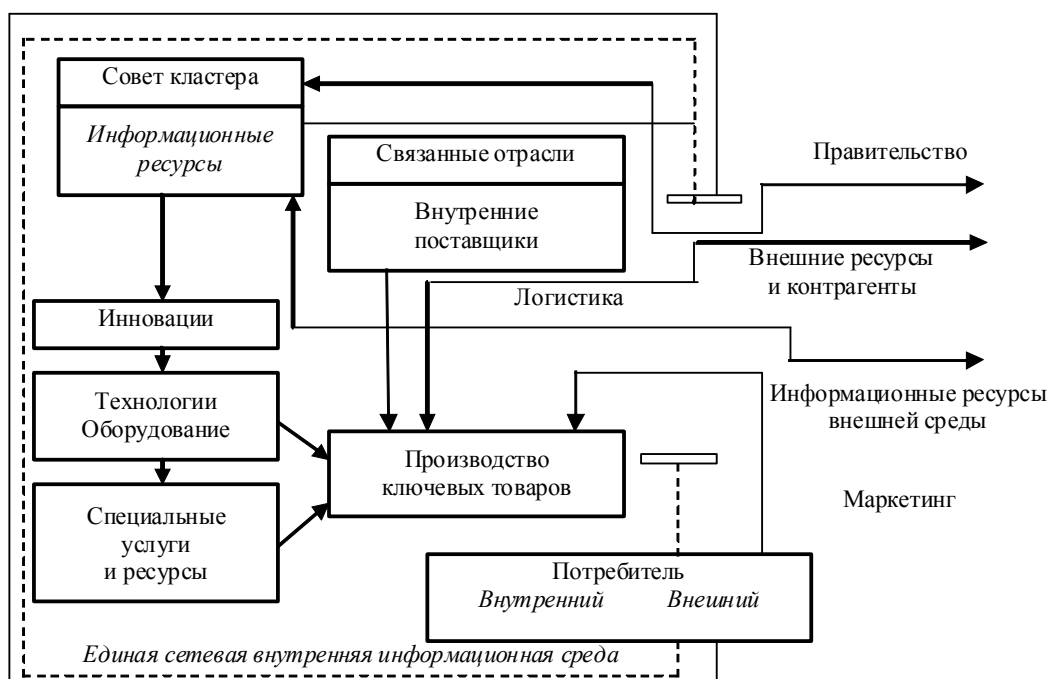 Совет кластера
Информационные
ресурсы
Связанные отрасли
Внутренние
поставщики
Правительство
Внешние ресурсы
и контрагенты
Логистика
Инновации
Информационные ресурсы
внешней среды
Технологии
Оборудование
Производство
ключевых товаров
Маркетинг
Специальные
услуги
и ресурсы
Потребитель
Внутренний Внешний
Единая сетевая внутренняя информационная среда